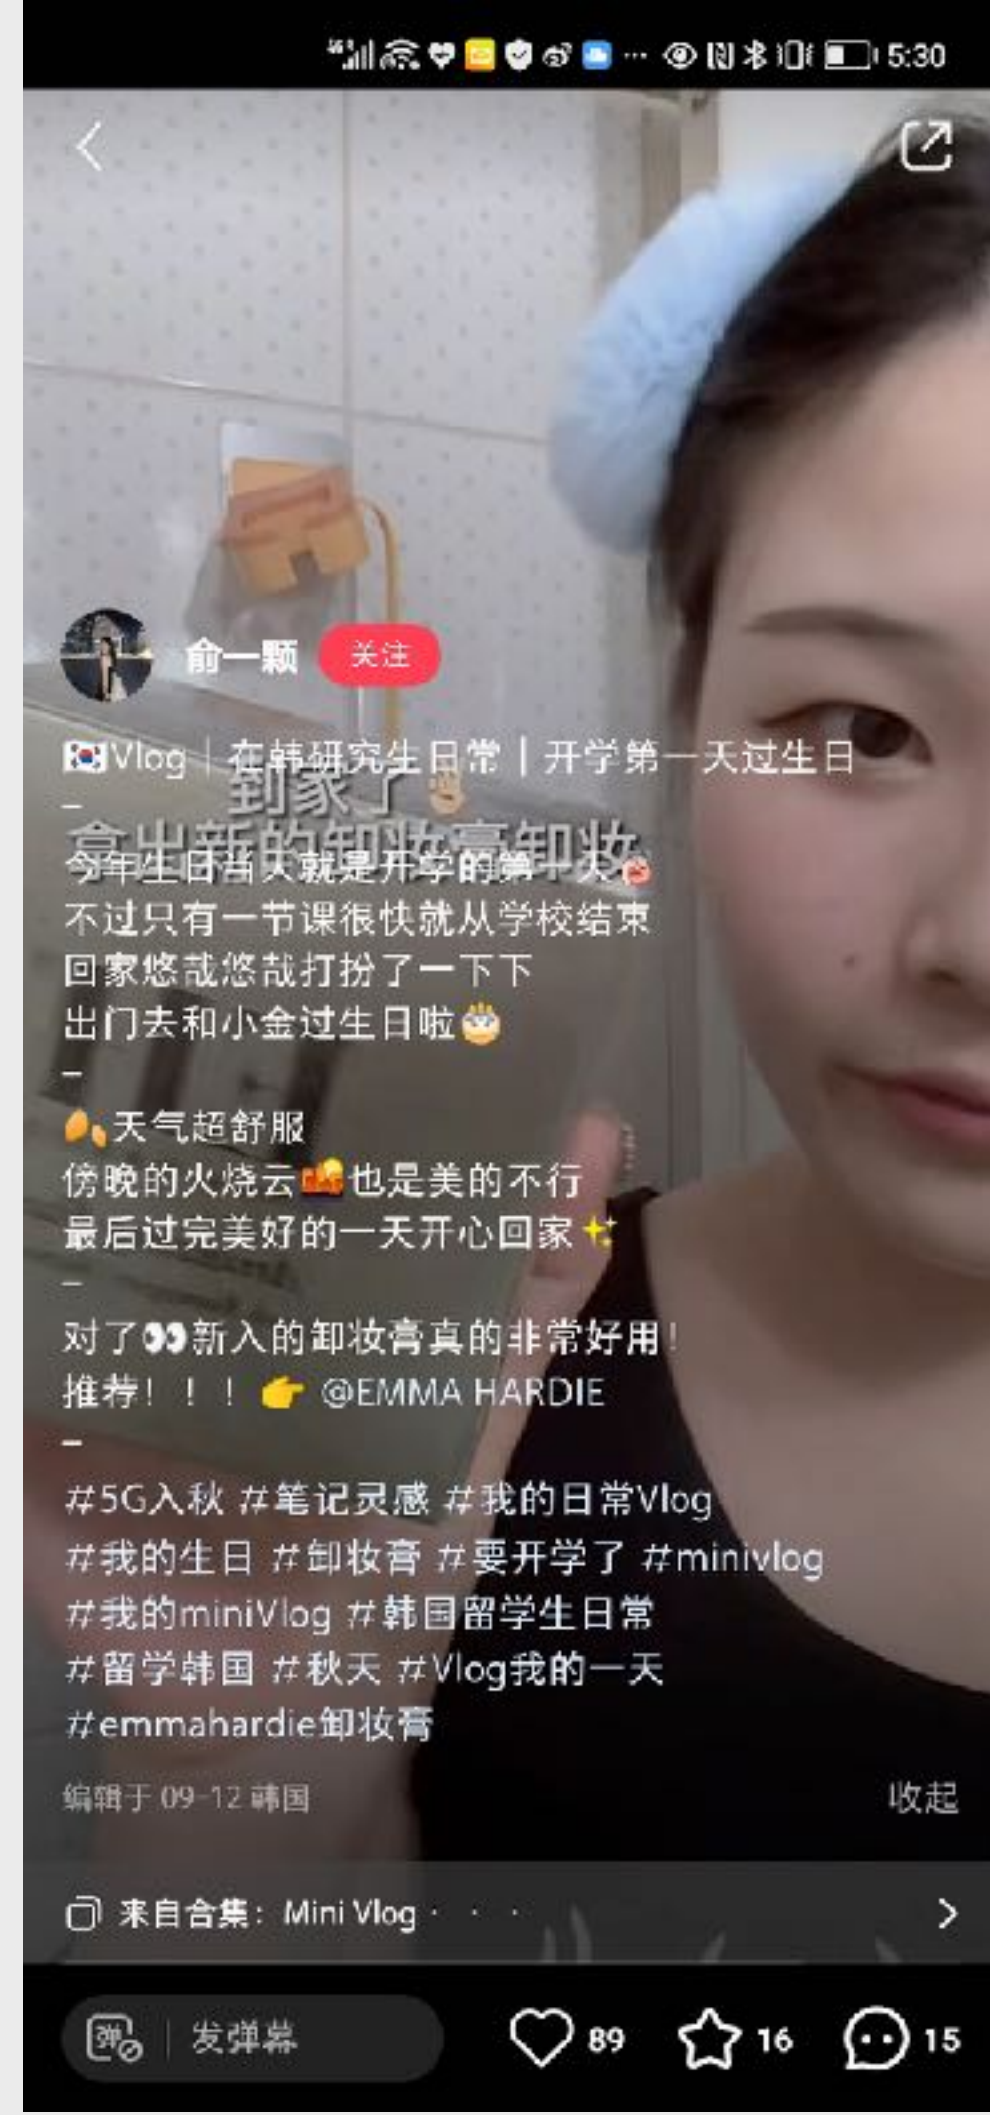 5:30
俞一颗 关注
🇰🇷Vlog｜在韩研究生日常｜开学第一天过生日
到家了✋🏻
拿出新的卸妆膏卸妆
–
今年生日当天就是开学的第一天
不过只有一节课很快就从学校结束
回家悠哉悠哉打扮了一下下
出门去和小金过生日啦🎂
–
🍂天气超舒服
傍晚的火烧云🌇也是美的不行
最后过完美好的一天开心回家✨
–
对了👀新入的卸妆膏真的非常好用！
推荐！！！👉 @EMMA HARDIE
–
#5G入秋 #笔记灵感 #我的日常Vlog
#我的生日 #卸妆膏 #要开学了 #minivlog
#我的miniVlog #韩国留学生日常
#留学韩国 #秋天 #Vlog我的一天
#emmahardie卸妆膏
编辑于 09-12 韩国 收起
来自合集：Mini Vlog · · ·
弹 发弹幕 89 16 15